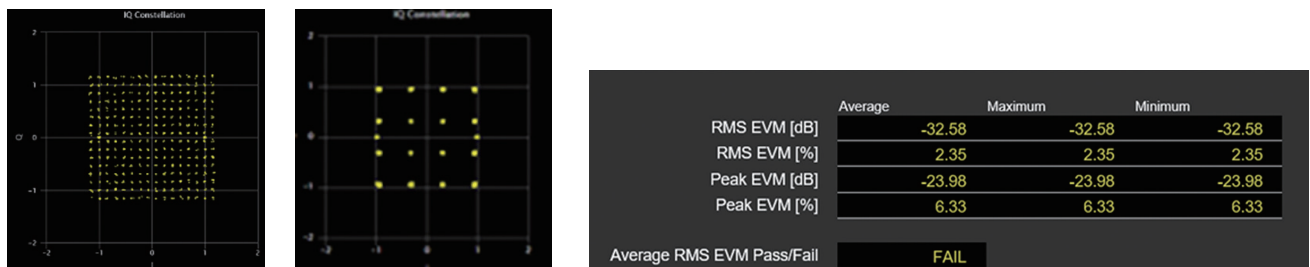 IQ Constellation
2
1
Q 0
-1
-2
-2 -1 0 1 2
I
IQ Constellation
2
1
0
-1
-2
-2 -1 0 1 2
Average Maximum Minimum
RMS EVM [dB] -32.58 -32.58 -32.58
RMS EVM [%] 2.35 2.35 2.35
Peak EVM [dB] -23.98 -23.98 -23.98
Peak EVM [%] 6.33 6.33 6.33
Average RMS EVM Pass/Fail FAIL